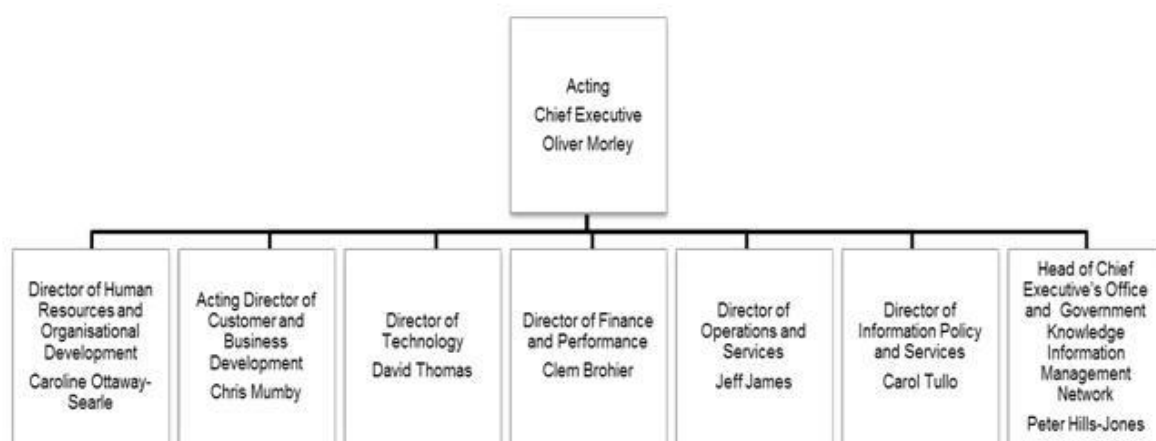 Acting
Chief Executive
Oliver Morley
Director of Human
Resources and
Organisational
Development
Caroline Ottaway-
Searle
Acting Director of
Customer and
Business
Development
Chris Mumby
Director of
Technology
David Thomas
Director of Finance
and Performance
Clem Brohier
Director of
Operations and
Services
Jeff James
Director of
Information Policy
and Services
Carol Tullo
Head of Chief
Executive's Office
and Government
Knowledge
Information
Management
Network
Peter Hills-Jones